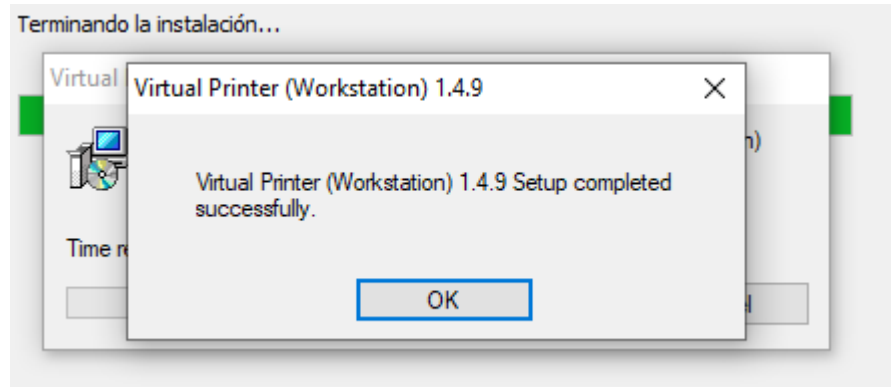 Terminando la instalación...
Virtual
Virtual Printer (Workstation) 1.4.9
Virtual Printer (Workstation) 1.4.9 Setup completed
successfully.
Time
OK